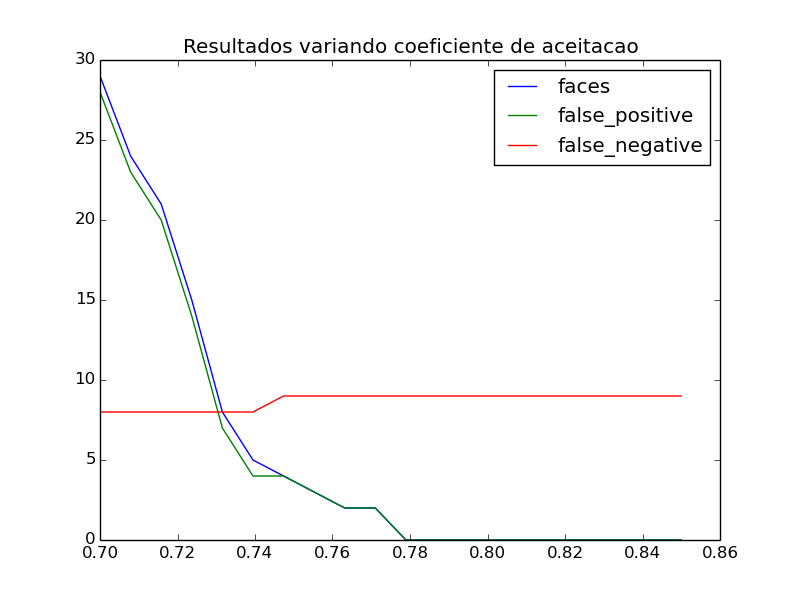 Resultados variando coeficiente de aceitacao
30
25
20
15
10
5
0
faces
false_positive
false_negative
0.70 0.72 0.74 0.76 0.78 0.80 0.82 0.84 0.86